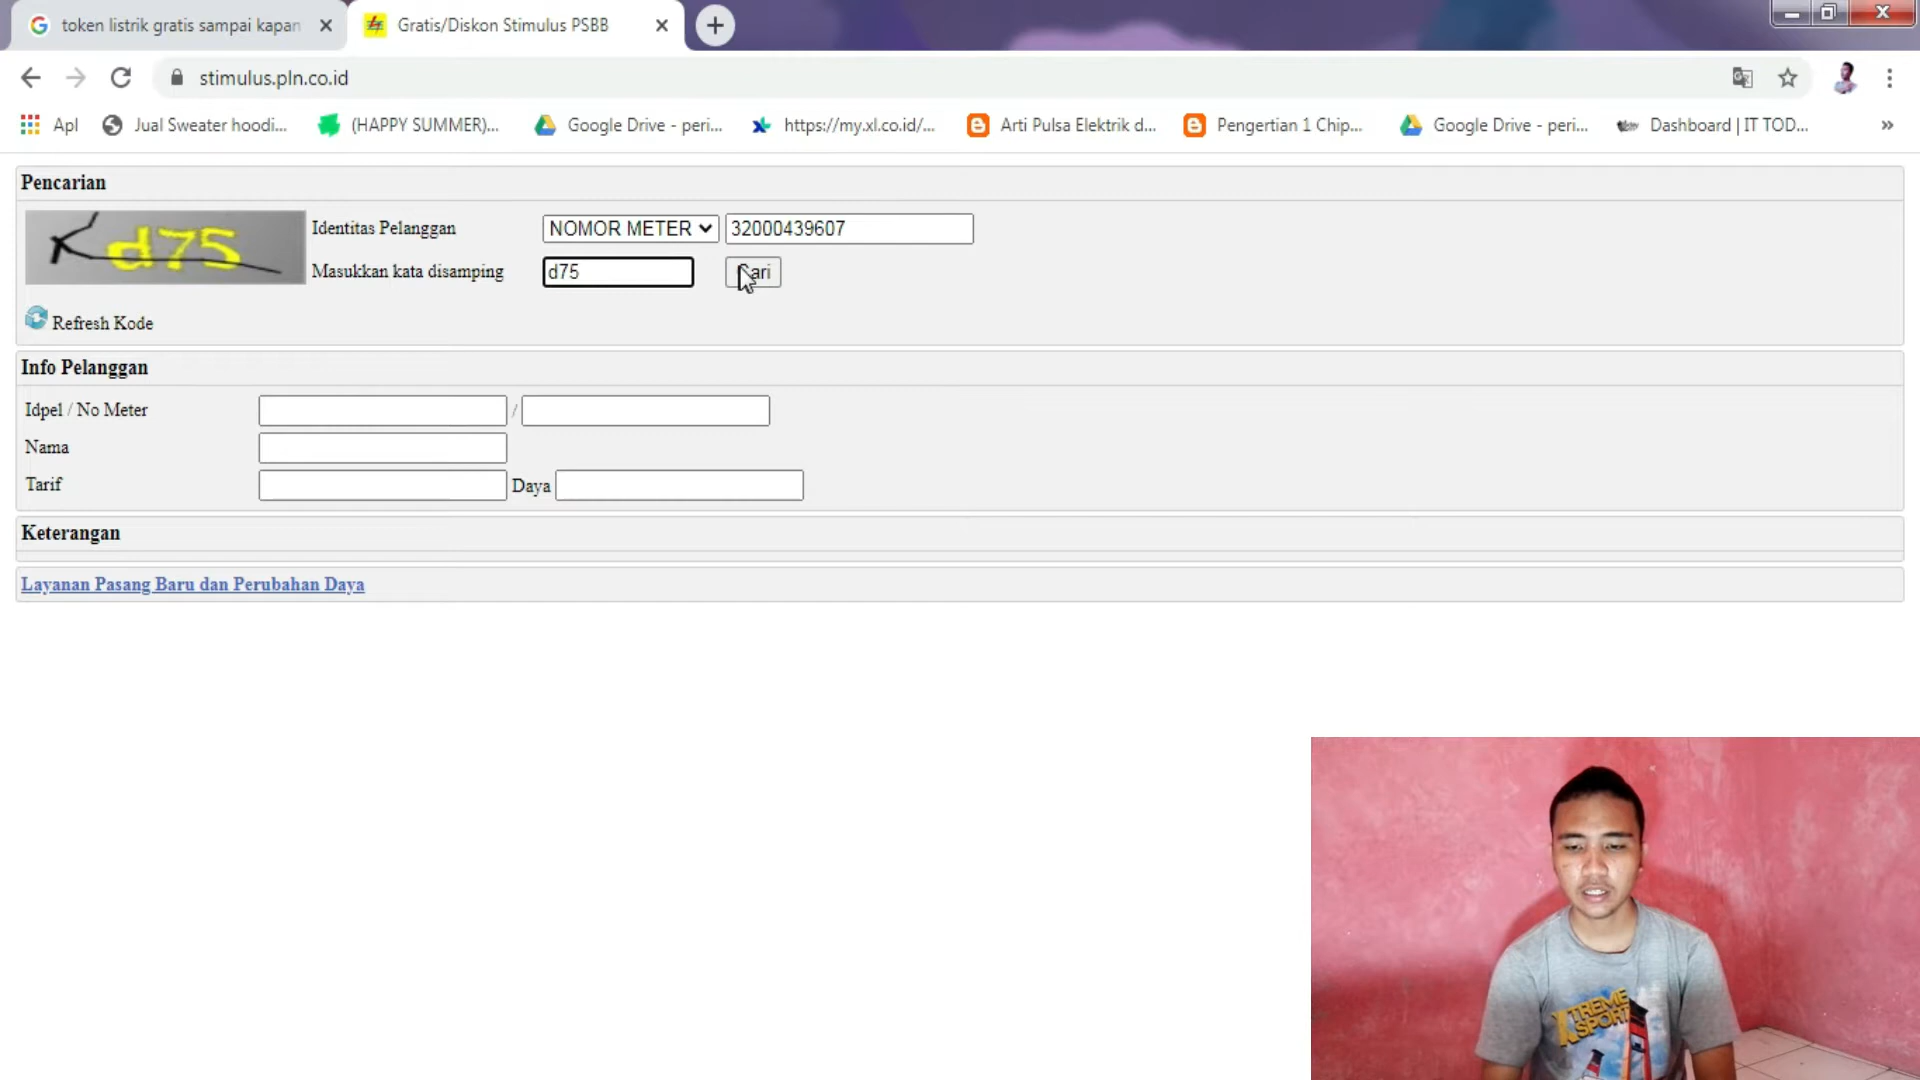 token listrik gratis sampai kapan
Gratis/Diskon Stimulus PSBB
stimulus.pln.co.id
Apl
Jual Sweater hoodi...
(HAPPY SUMMER)...
Google Drive - peri...
https://my.xl.co.id/...
Arti Pulsa Elektrik d...
Pengertian 1 Chip...
Google Drive - peri...
Dashboard | IT TOD...
»
Pencarian
d75
Identitas Pelanggan
NOMOR METER
32000439607
Masukkan kata disamping
d75
Cari
Refresh Kode
Info Pelanggan
Idpel / No Meter
/
Nama
Tarif
Daya
Keterangan
Layanan Pasang Baru dan Perubahan Daya
XTREME
SPORT